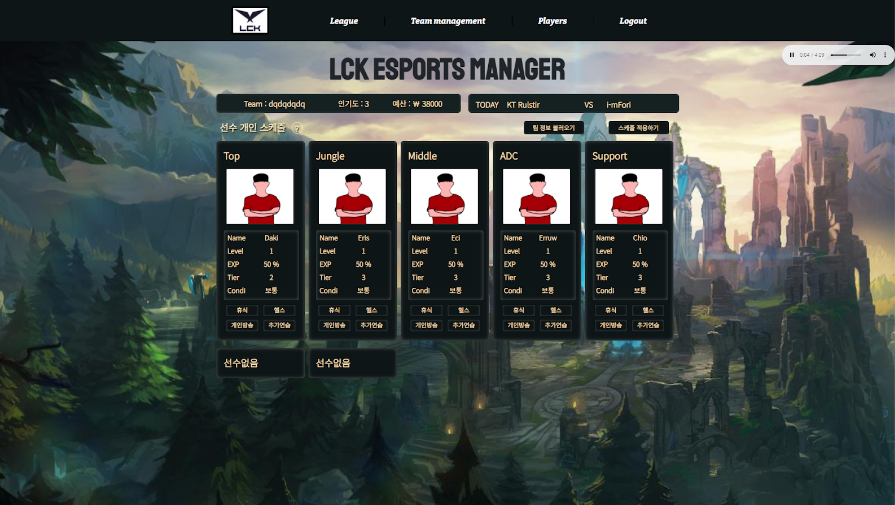 LCK
League
Team management
Players
Logout
0:04 / 4:09
LCK ESPORTS MANAGER
Team : dqdqdqdq 인기도 : 3 예산 : ₩ 38000
TODAY KT Rulstir VS I-mFori
선수 개인 스케줄 ?
팀 정보 불러오기
스케줄 적용하기
Top
Name Daki
Level 1
EXP 50 %
Tier 2
Condi 보통
휴식 헬스
개인방송 추가연습
Jungle
Name Eris
Level 1
EXP 50 %
Tier 3
Condi 보통
휴식 헬스
개인방송 추가연습
Middle
Name Eci
Level 1
EXP 50 %
Tier 3
Condi 보통
휴식 헬스
개인방송 추가연습
ADC
Name Erruw
Level 1
EXP 50 %
Tier 3
Condi 보통
휴식 헬스
개인방송 추가연습
Support
Name Chio
Level 1
EXP 50 %
Tier 3
Condi 보통
휴식 헬스
개인방송 추가연습
선수없음
선수없음